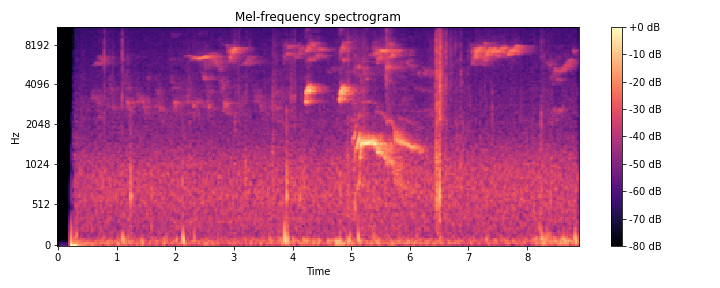 Mel-frequency spectrogram
Hz
8192
4096
2048
1024
512
0
0 1 2 3 4 5 6 7 8
Time
+0 dB
-10 dB
-20 dB
-30 dB
-40 dB
-50 dB
-60 dB
-70 dB
-80 dB